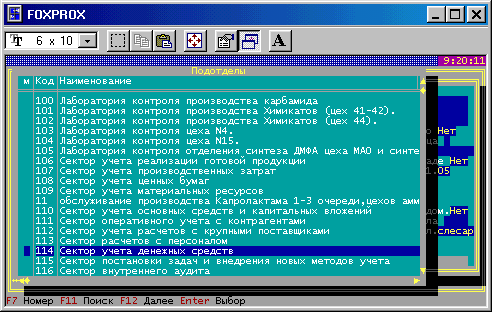 FOXPROX
6 x 10
9:20:11
Подотделы
м Код Наименование
100 Лаборатория контроля производства карбамида
101 Лаборатория контроля производства Химикатов (цех 41-42).
102 Лаборатория контроля производства Химикатов (цех 44).
103 Лаборатория контроля цеха N4.
104 Лаборатория контроля цеха N15.
105 Лаборатория отделения синтеза ДМФА цеха МАО и синте
106 Сектор учета реализации готовой продукции
107 Сектор учета производственных затрат
108 Сектор учета ценных бумаг
109 Сектор учета материальных ресурсов
11 обслуживание производства Капролактама 1-3 очереди,цехов амм
110 Сектор учета основных средств и капитальных вложений
111 Сектор оперативного учета с контрагентами
112 Сектор учета расчетов с крупными поставщиками
113 Сектор расчетов с персоналом
114 Сектор учета денежных средств
115 Сектор постановки задач и внедрения новых методов учета
116 Сектор внутреннего аудита
Нет
Нет
.05
дом.Нет
слесар
F7 Номер F11 Поиск F12 Далее Enter Выбор